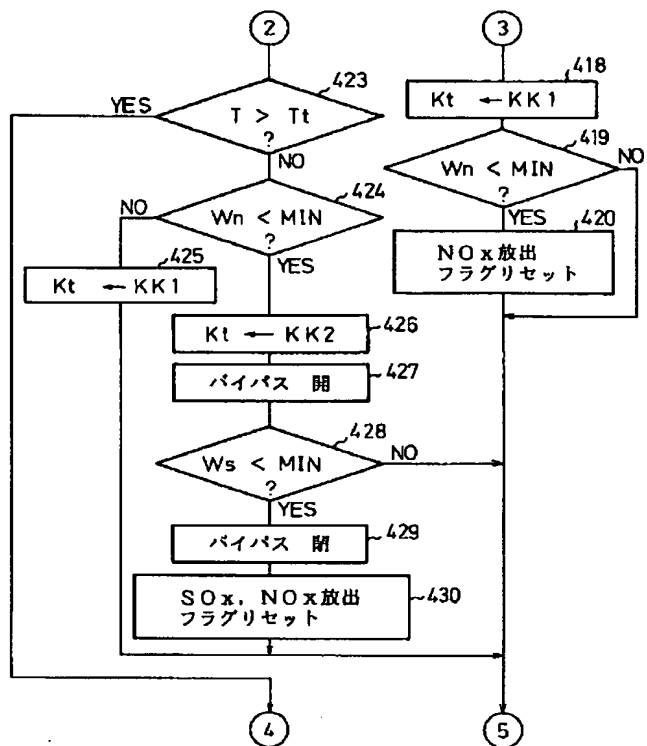 2
3
423
T > Tt
?
YES
NO
418
Kt ← KK1
419
Wn < MIN
?
NO
YES
424
Wn < MIN
?
NO
YES
420
NOx放出
フラグリセット
425
Kt ← KK1
426
Kt ← KK2
427
バイパス 開
428
Ws < MIN
?
NO
YES
429
バイパス 閉
430
SOx, NOx放出
フラグリセット
4
5